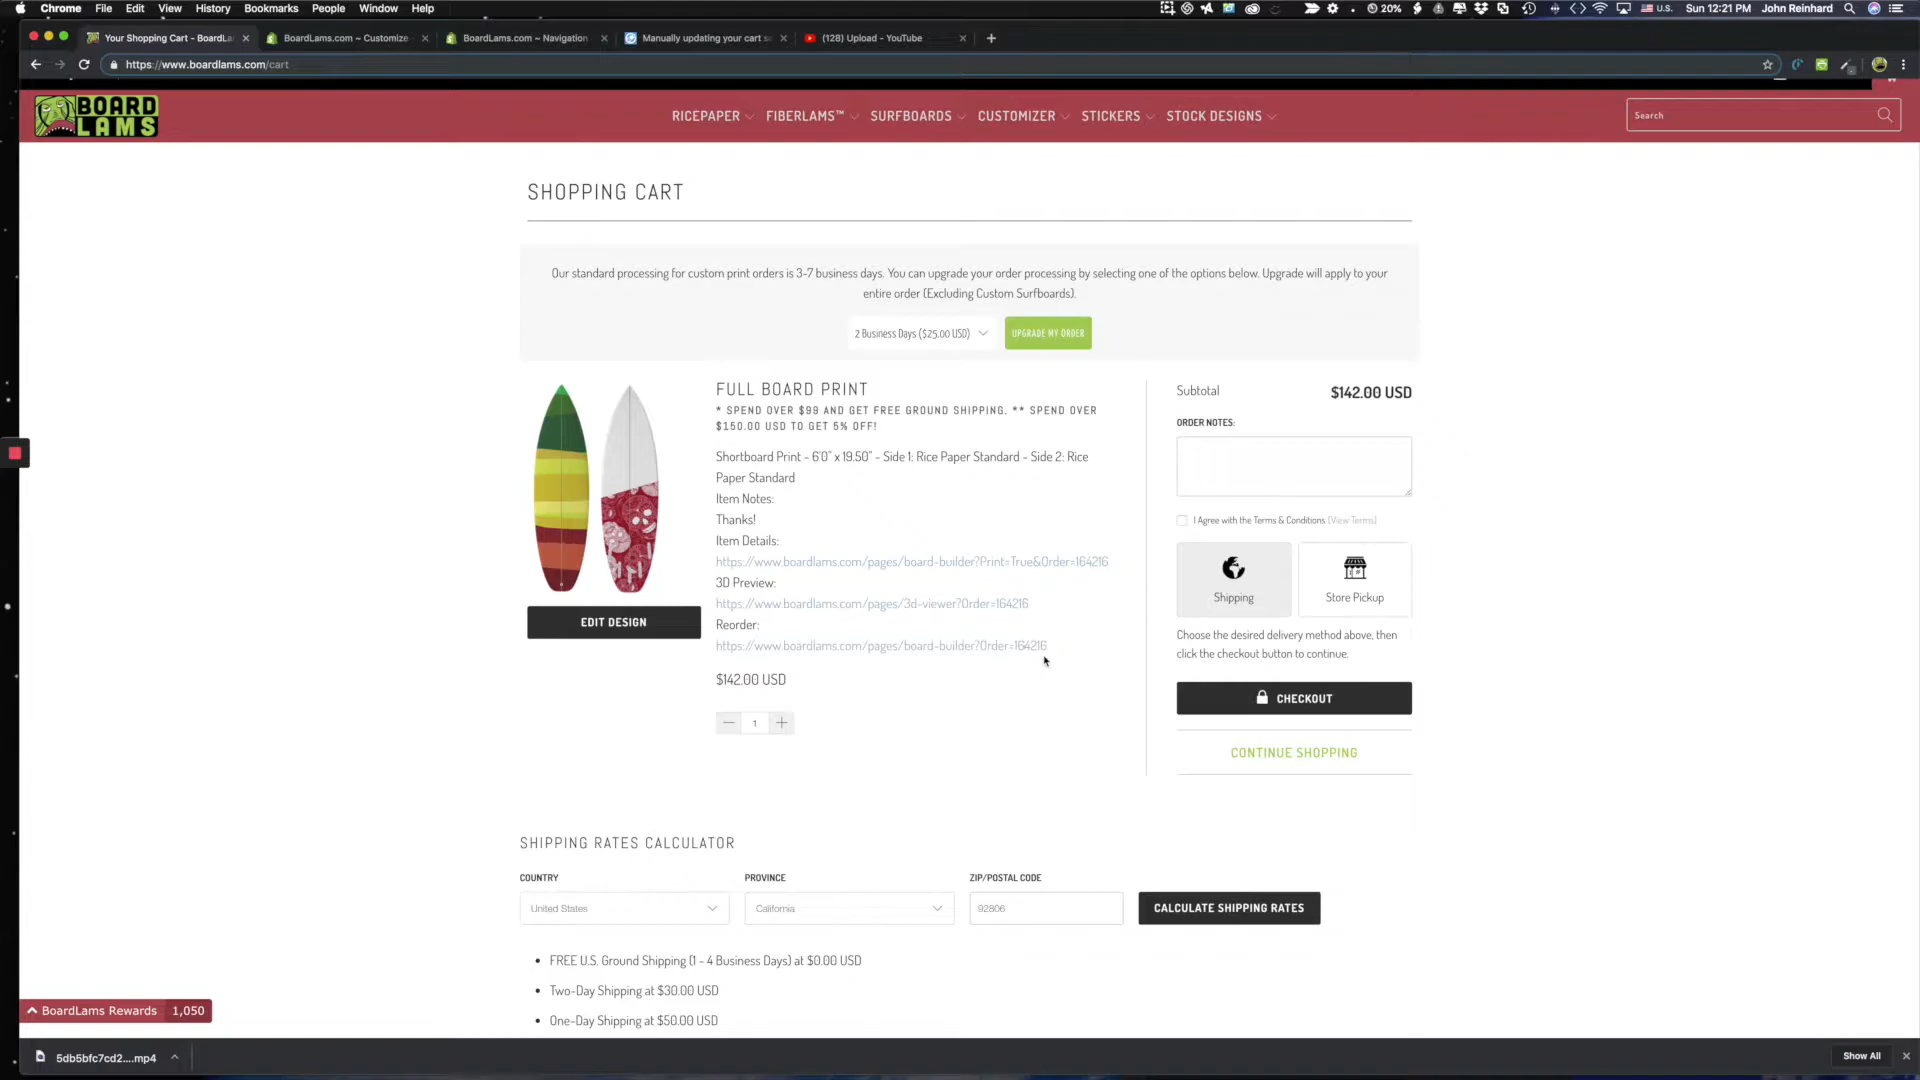 Chrome File Edit View History Bookmarks People Window Help
20% U.S. Sun 12:21 PM John Reinhard
Your Shopping Cart - BoardLa
BoardLams.com ~ Customize
BoardLams.com ~ Navigation
Manually updating your cart s
(128) Upload - YouTube
https://www.boardlams.com/cart
BOARD
LAMS
RICEPAPER FIBERLAMS™ SURFBOARDS CUSTOMIZER STICKERS STOCK DESIGNS
Search
SHOPPING CART
Our standard processing for custom print orders is 3-7 business days. You can upgrade your order processing by selecting one of the options below. Upgrade will apply to your
entire order (Excluding Custom Surfboards).
2 Business Days ($25.00 USD)
UPGRADE MY ORDER
FULL BOARD PRINT
* SPEND OVER $99 AND GET FREE GROUND SHIPPING. ** SPEND OVER
$150.00 USD TO GET 5% OFF!
Shortboard Print - 6'0" x 19.50" - Side 1: Rice Paper Standard - Side 2: Rice
Paper Standard
Item Notes:
Thanks!
Item Details:
https://www.boardlams.com/pages/board-builder?Print=True&Order=164216
3D Preview:
https://www.boardlams.com/pages/3d-viewer?Order=164216
Reorder:
https://www.boardlams.com/pages/board-builder?Order=164216
$142.00 USD
1
EDIT DESIGN
Subtotal $142.00 USD
ORDER NOTES:
I Agree with the Terms & Conditions (View Terms)
Shipping
Store Pickup
Choose the desired delivery method above, then
click the checkout button to continue.
CHECKOUT
CONTINUE SHOPPING
SHIPPING RATES CALCULATOR
COUNTRY PROVINCE ZIP/POSTAL CODE
United States California 92806 CALCULATE SHIPPING RATES
FREE U.S. Ground Shipping (1 - 4 Business Days) at $0.00 USD
Two-Day Shipping at $30.00 USD
One-Day Shipping at $50.00 USD
BoardLams Rewards 1,050
5db5bfc7cd2....mp4
Show All